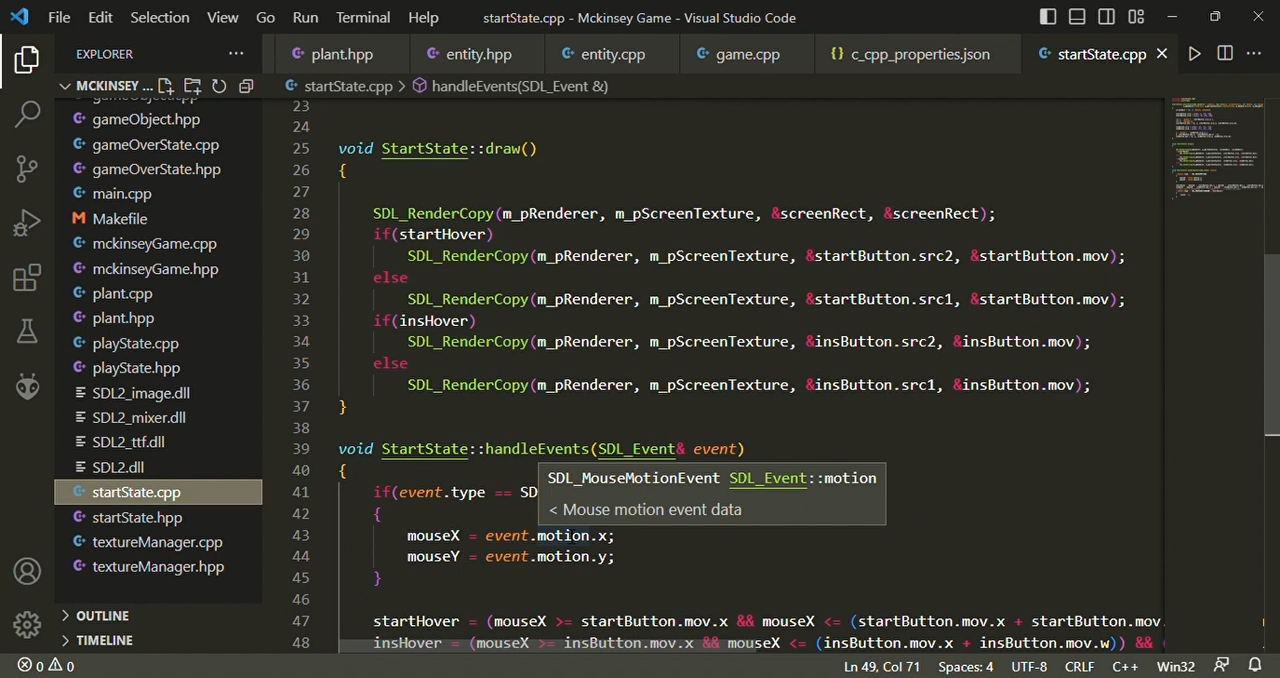 File Edit Selection View Go Run Terminal Help startState.cpp - Mckinsey Game - Visual Studio Code
EXPLORER ···
plant.hpp entity.hpp entity.cpp game.cpp {} c_cpp_properties.json startState.cpp
MCKINSEY ...
startState.cpp > handleEvents(SDL_Event &)
gameObject.cpp
gameObject.hpp
gameOverState.cpp
gameOverState.hpp
main.cpp
Makefile
mckinseyGame.cpp
mckinseyGame.hpp
plant.cpp
plant.hpp
playState.cpp
playState.hpp
SDL2_image.dll
SDL2_mixer.dll
SDL2_ttf.dll
SDL2.dll
startState.cpp
startState.hpp
textureManager.cpp
textureManager.hpp
OUTLINE
TIMELINE
23
24
25 void StartState::draw()
26 {
27
28 SDL_RenderCopy(m_pRenderer, m_pScreenTexture, &screenRect, &screenRect);
29 if(startHover)
30 SDL_RenderCopy(m_pRenderer, m_pScreenTexture, &startButton.src2, &startButton.mov);
31 else
32 SDL_RenderCopy(m_pRenderer, m_pScreenTexture, &startButton.src1, &startButton.mov);
33 if(insHover)
34 SDL_RenderCopy(m_pRenderer, m_pScreenTexture, &insButton.src2, &insButton.mov);
35 else
36 SDL_RenderCopy(m_pRenderer, m_pScreenTexture, &insButton.src1, &insButton.mov);
37 }
38
39 void StartState::handleEvents(SDL_Event& event)
40 {
SDL_MouseMotionEvent SDL_Event::motion
< Mouse motion event data
41 if(event.type == SD
42 {
43 mouseX = event.motion.x;
44 mouseY = event.motion.y;
45 }
46
47 startHover = (mouseX >= startButton.mov.x && mouseX <= (startButton.mov.x + startButton.mov.
48 insHover = (mouseX >= insButton.mov.x && mouseX <= (insButton.mov.x + insButton.mov.w)) && (
0 0 Ln 49, Col 71 Spaces: 4 UTF-8 CRLF C++ Win32